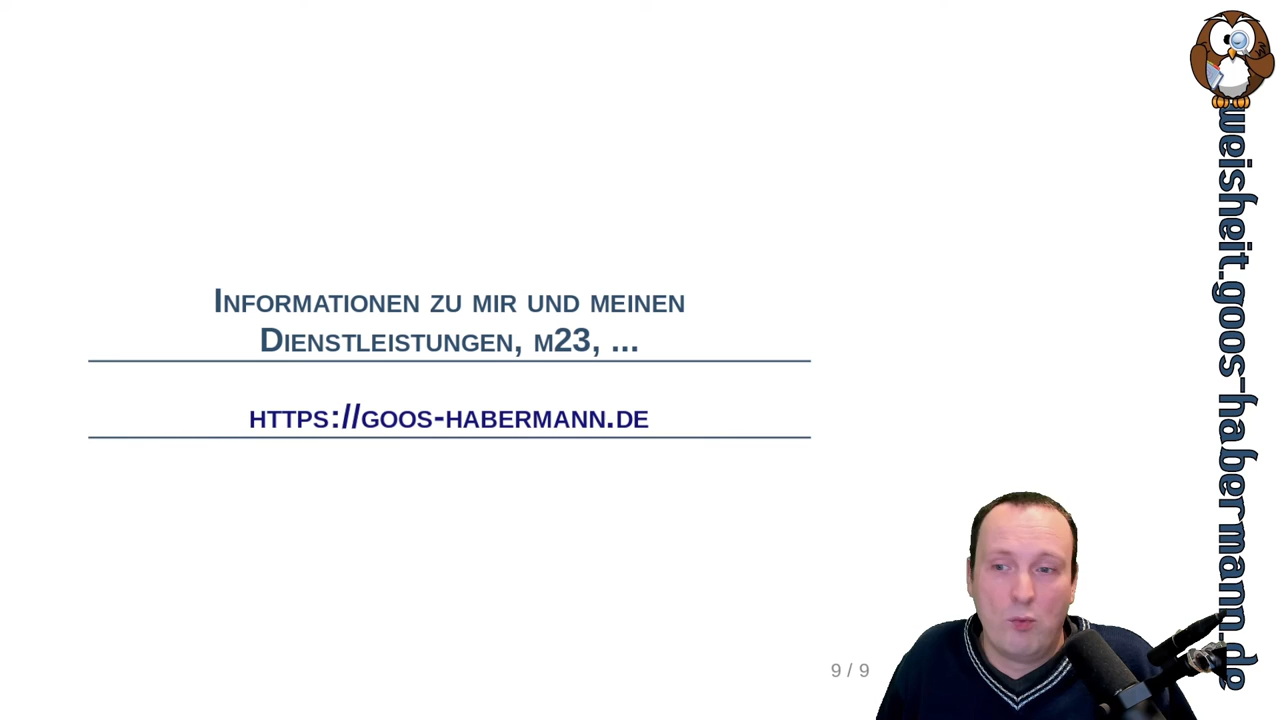 Informationen zu mir und meinen
Dienstleistungen, m23, ...
https://goos-habermann.de
9 / 9
weisheit.goos-habermann.de